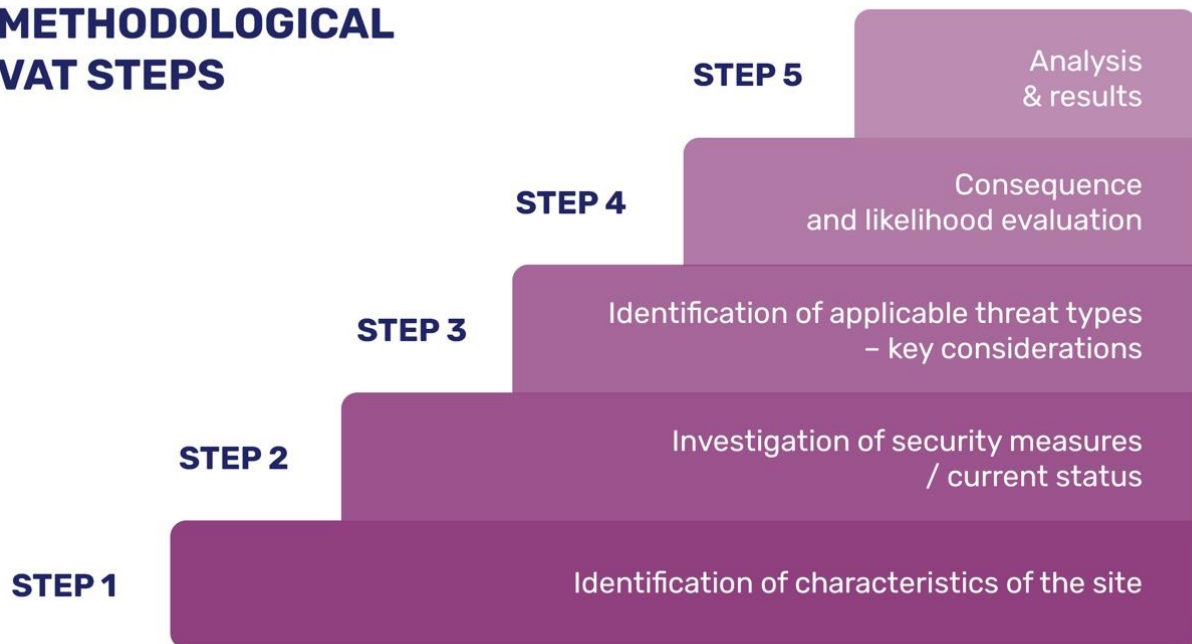 METHODOLOGICAL
VAT STEPS
STEP 5
Analysis
& results
STEP 4
Consequence
and likelihood evaluation
STEP 3
Identification of applicable threat types
– key considerations
STEP 2
Investigation of security measures
/ current status
STEP 1
Identification of characteristics of the site